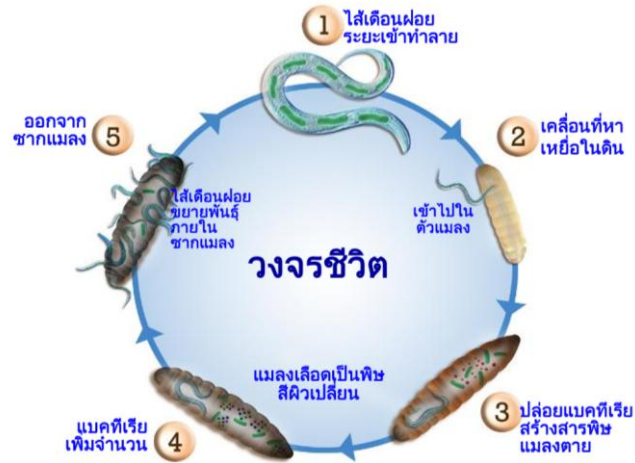 1
ไส้เดือนฝอย
ระยะเข้าทำลาย
2
เคลื่อนที่หา
เหยื่อในดิน
เข้าไปใน
ตัวแมลง
3
ปล่อยแบคทีเรีย
สร้างสารพิษ
แมลงตาย
แมลงเลือดเป็นพิษ
สีผิวเปลี่ยน
4
แบคทีเรีย
เพิ่มจำนวน
5
ออกจาก
ซากแมลง
ไส้เดือนฝอย
ขยายพันธุ์
ภายใน
ซากแมลง
วงจรชีวิต